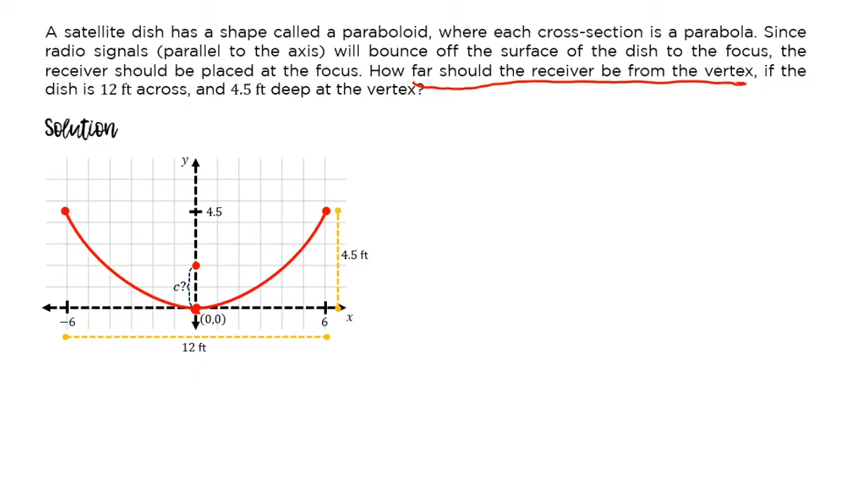 A satellite dish has a shape called a paraboloid, where each cross-section is a parabola. Since
radio signals (parallel to the axis) will bounce off the surface of the dish to the focus, the
receiver should be placed at the focus. How far should the receiver be from the vertex, if the
dish is 12 ft across, and 4.5 ft deep at the vertex?
Solution
y
4.5
4.5 ft
c?
−6
(0,0)
6
x
12 ft